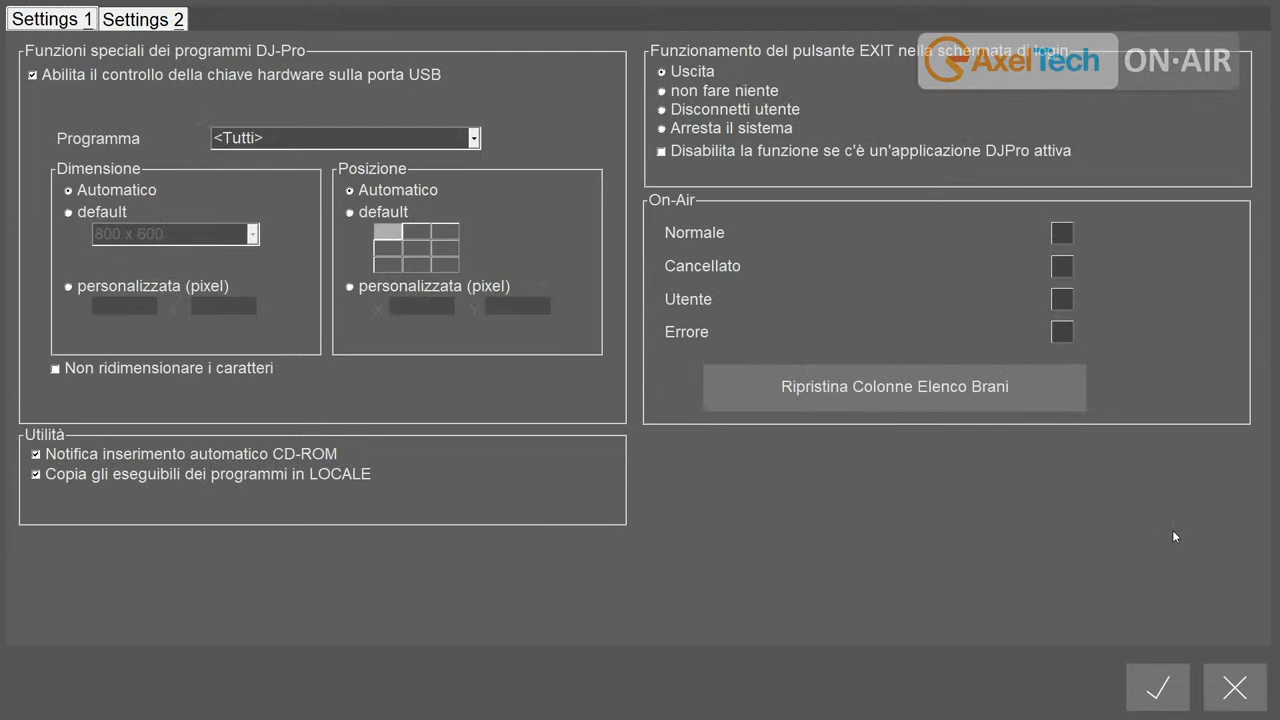 Settings 1 Settings 2
Funzioni speciali dei programmi DJ-Pro
Abilita il controllo della chiave hardware sulla porta USB
Programma <Tutti>
Dimensione
Automatico
default
800 x 600
personalizzata (pixel)
Posizione
Automatico
default
personalizzata (pixel)
X Y
Non ridimensionare i caratteri
Utilità
Notifica inserimento automatico CD-ROM
Copia gli eseguibili dei programmi in LOCALE
Funzionamento del pulsante EXIT nella schermata di login
AxelTech ON·AIR
Uscita
non fare niente
Disconnetti utente
Arresta il sistema
Disabilita la funzione se c'è un'applicazione DJPro attiva
On-Air
Normale
Cancellato
Utente
Errore
Ripristina Colonne Elenco Brani